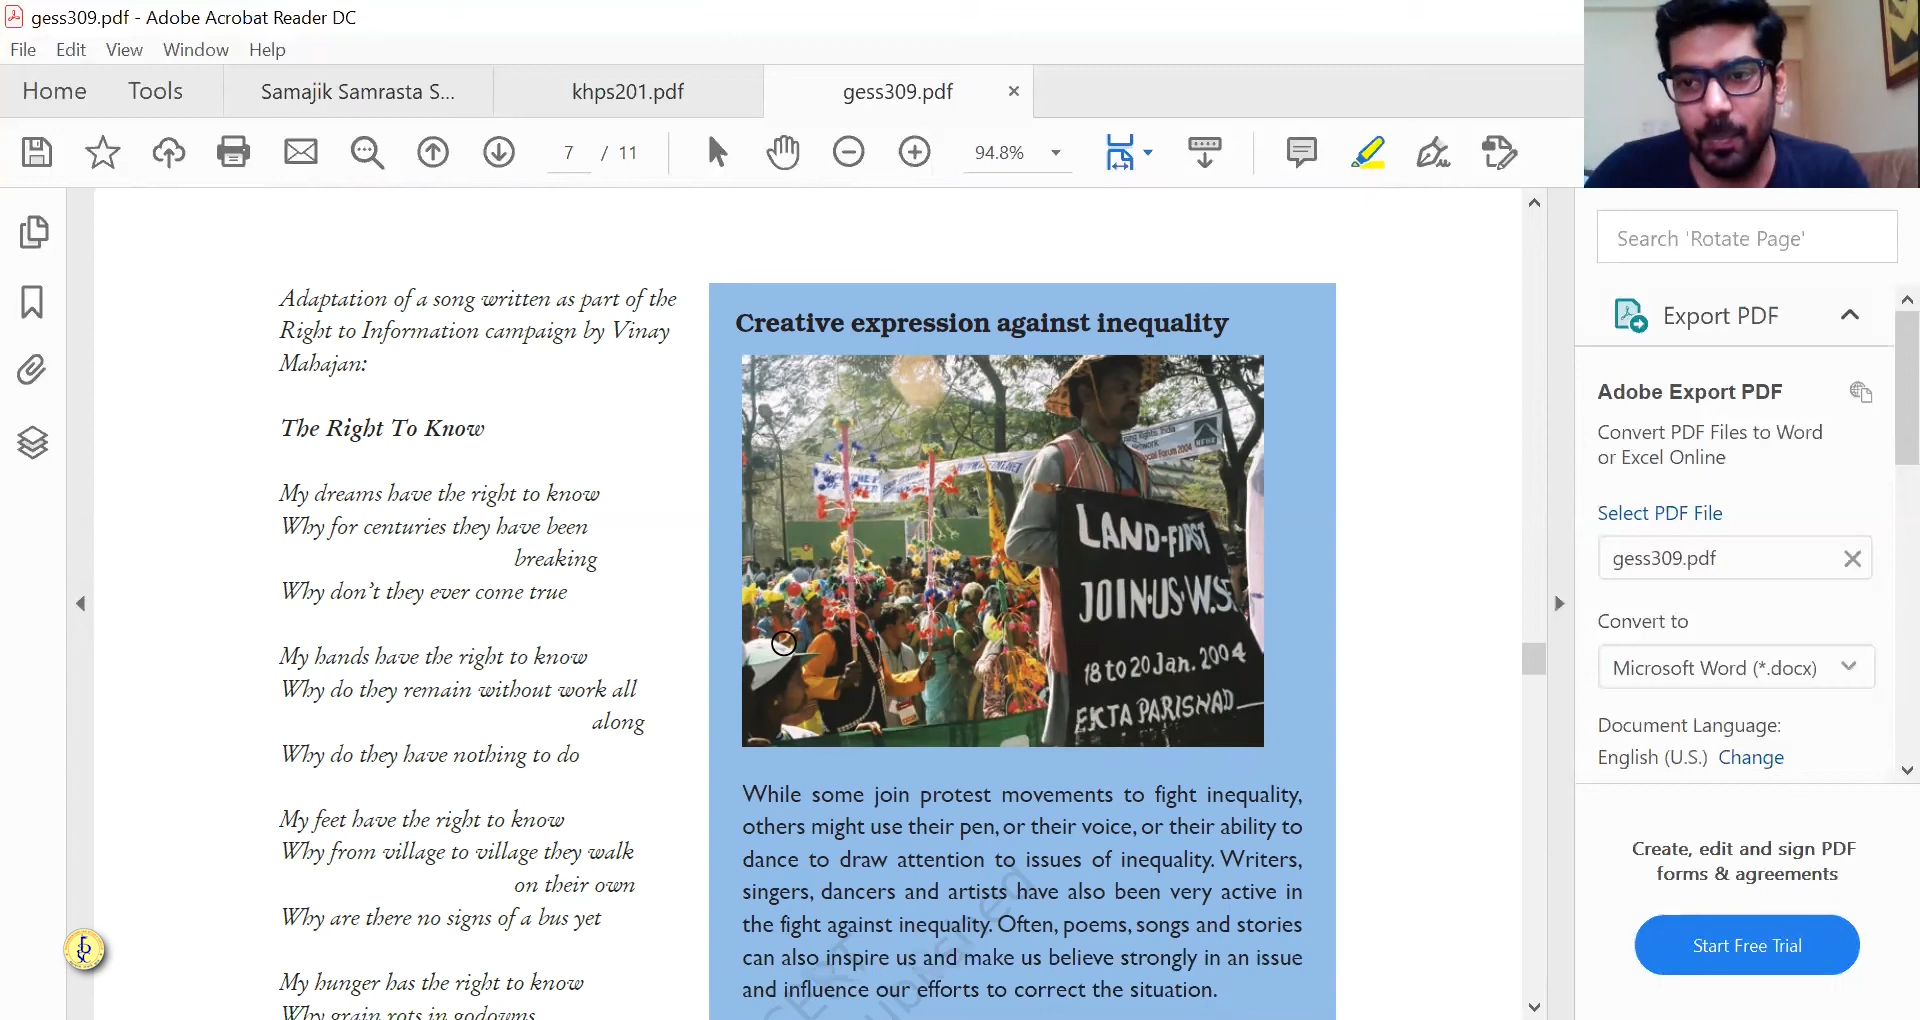 gess309.pdf - Adobe Acrobat Reader DC
File Edit View Window Help
Home Tools Samajik Samrasta S... khps201.pdf gess309.pdf
7 / 11 94.8%
Adaptation of a song written as part of the
Right to Information campaign by Vinay
Mahajan:
The Right To Know
My dreams have the right to know
Why for centuries they have been
breaking
Why don't they ever come true
My hands have the right to know
Why do they remain without work all
along
Why do they have nothing to do
My feet have the right to know
Why from village to village they walk
on their own
Why are there no signs of a bus yet
My hunger has the right to know
Why grain rots in godowns
Creative expression against inequality
LAND-FIRST
JOIN-US-W.S
18 to 20 Jan. 2004
EKTA PARISHAD
While some join protest movements to fight inequality,
others might use their pen, or their voice, or their ability to
dance to draw attention to issues of inequality. Writers,
singers, dancers and artists have also been very active in
the fight against inequality. Often, poems, songs and stories
can also inspire us and make us believe strongly in an issue
and influence our efforts to correct the situation.
Search 'Rotate Page'
Export PDF
Adobe Export PDF
Convert PDF Files to Word
or Excel Online
Select PDF File
gess309.pdf
Convert to
Microsoft Word (*.docx)
Document Language:
English (U.S.) Change
Create, edit and sign PDF
forms & agreements
Start Free Trial